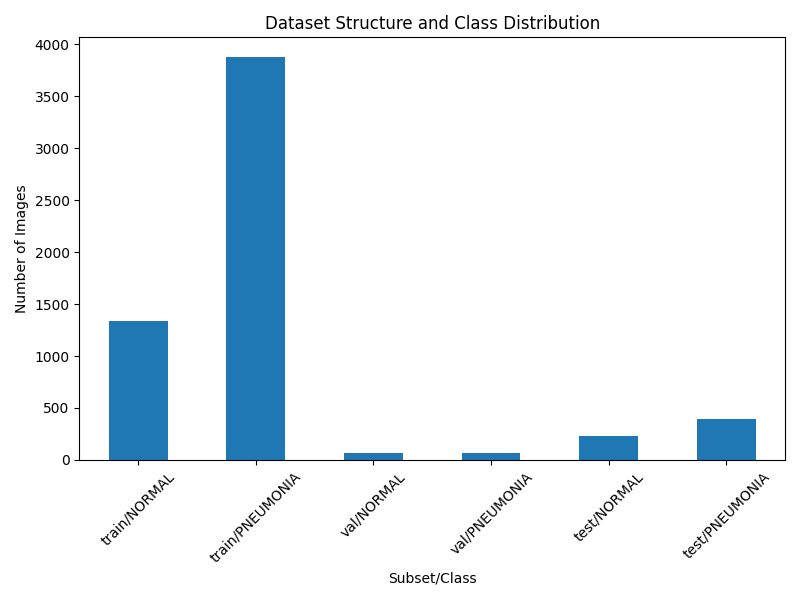 Dataset Structure and Class Distribution
Number of Images
4000
3500
3000
2500
2000
1500
1000
500
0
train/NORMAL
train/PNEUMONIA
val/NORMAL
val/PNEUMONIA
test/NORMAL
test/PNEUMONIA
Subset/Class